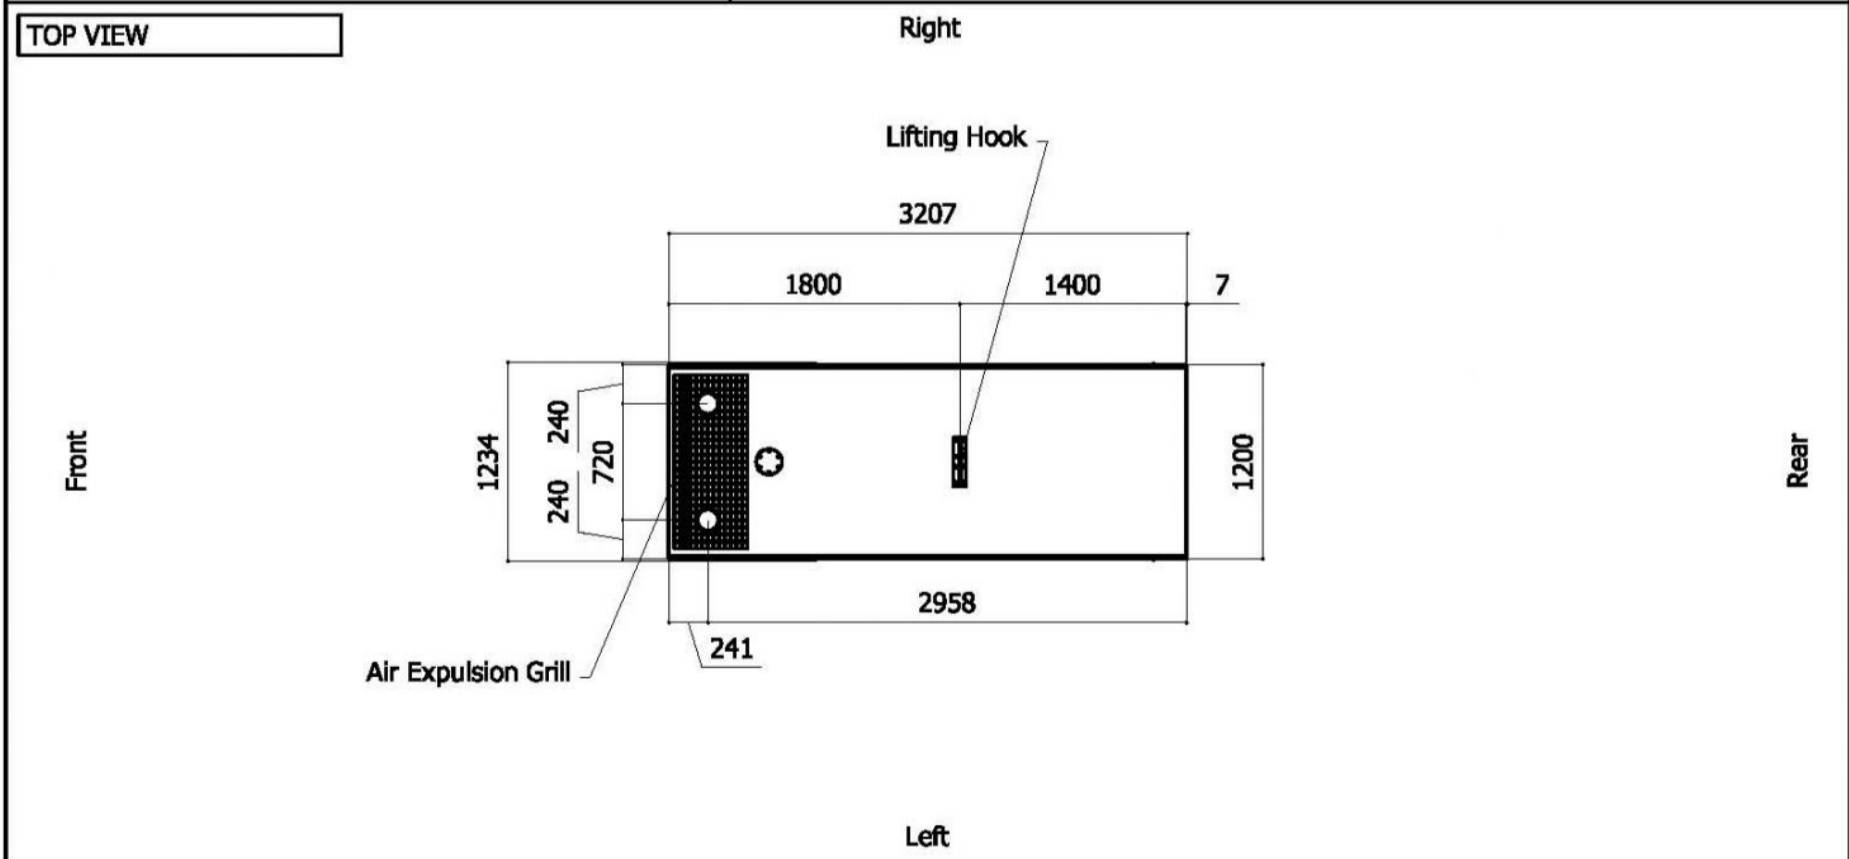 TOP VIEW
Right
Lifting Hook
3207
1800
1400
7
240
240
720
1234
1200
Front
Rear
2958
241
Air Expulsion Grill
Left